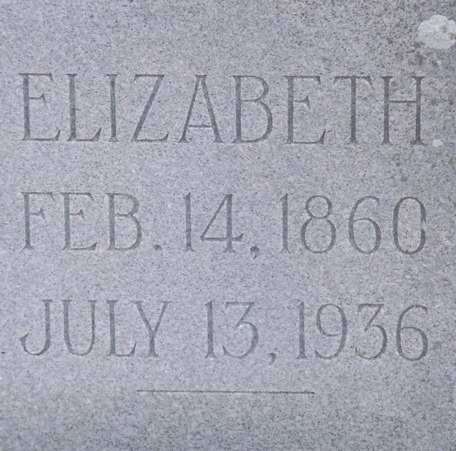 ELIZABETH
FEB. 14, 1860
JULY 13, 1936